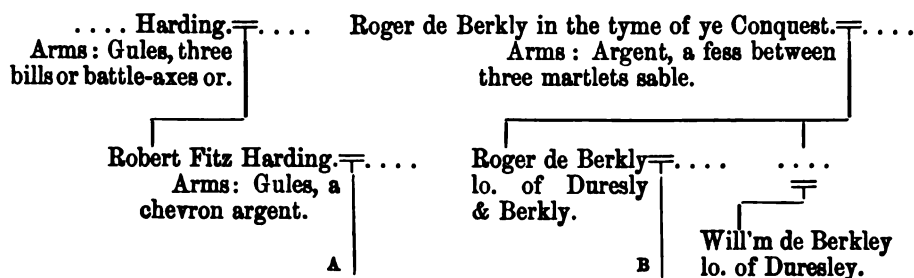 .... Harding.╤.... Roger de Berkly in the tyme of ye Conquest.╤....
Arms: Gules, three bills or battle-axes or.
Arms: Argent, a fess between three martlets sable.
Robert Fitz Harding.╤....
Arms: Gules, a
chevron argent.
A
Roger de Berkly╤....
lo. of Duresly
& Berkly.
B
....
Will'm de Berkley
lo. of Duresley.